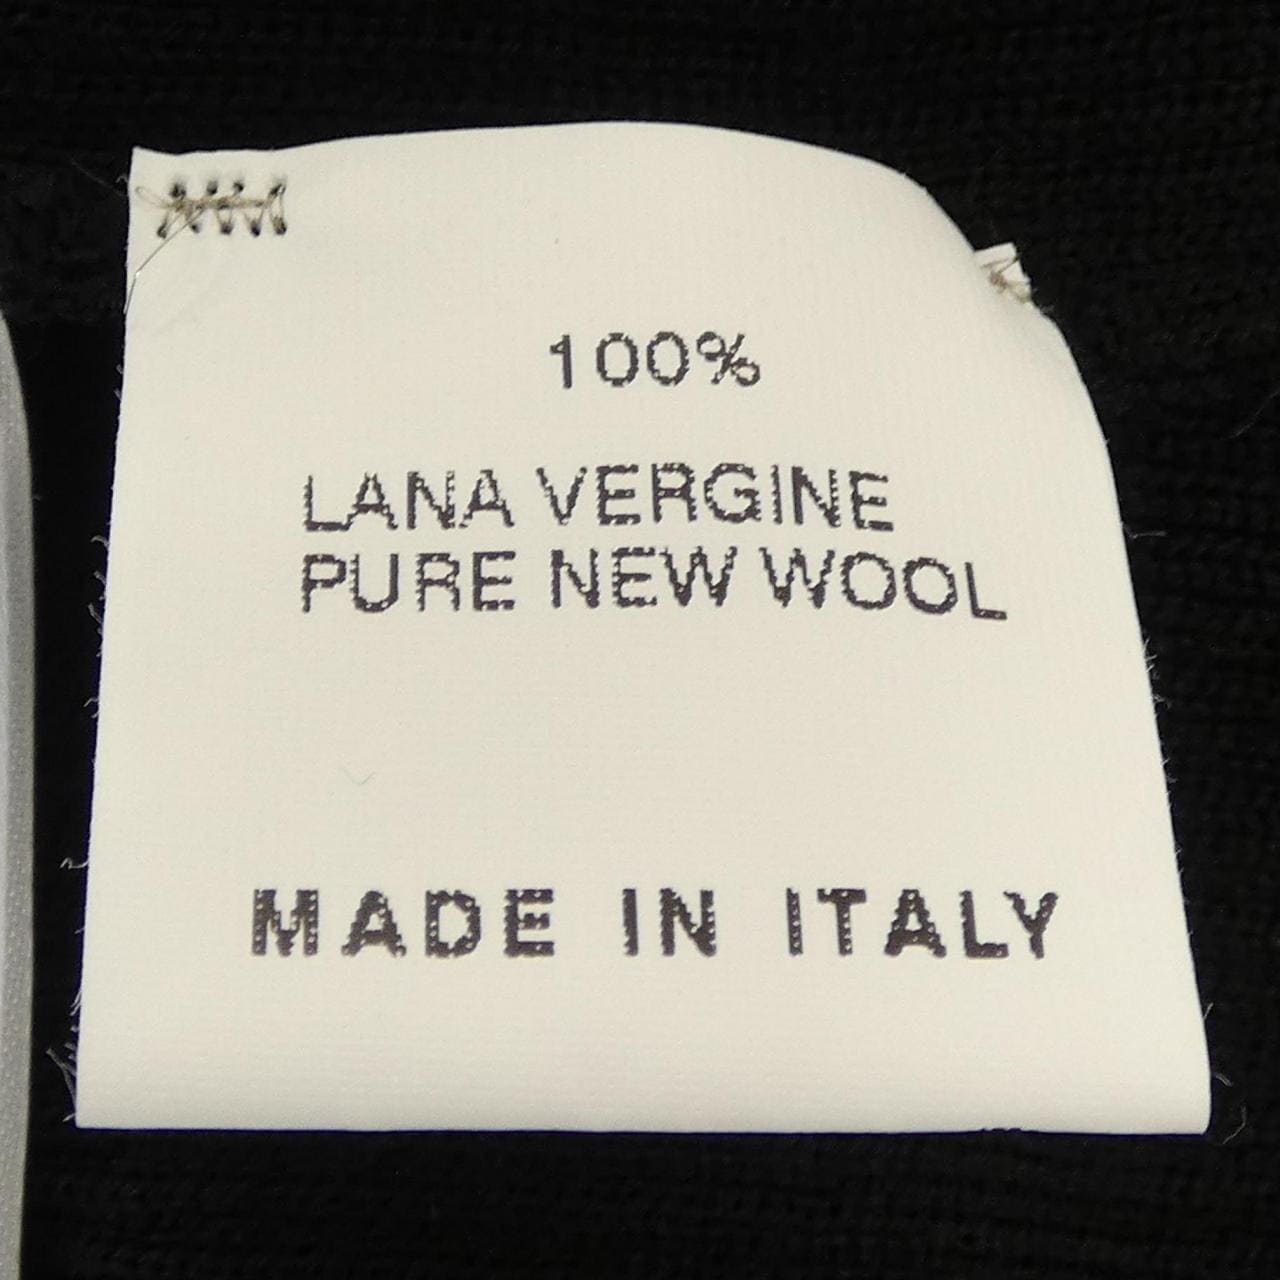 100%
LANA VERGINE
PURE NEW WOOL
MADE IN ITALY